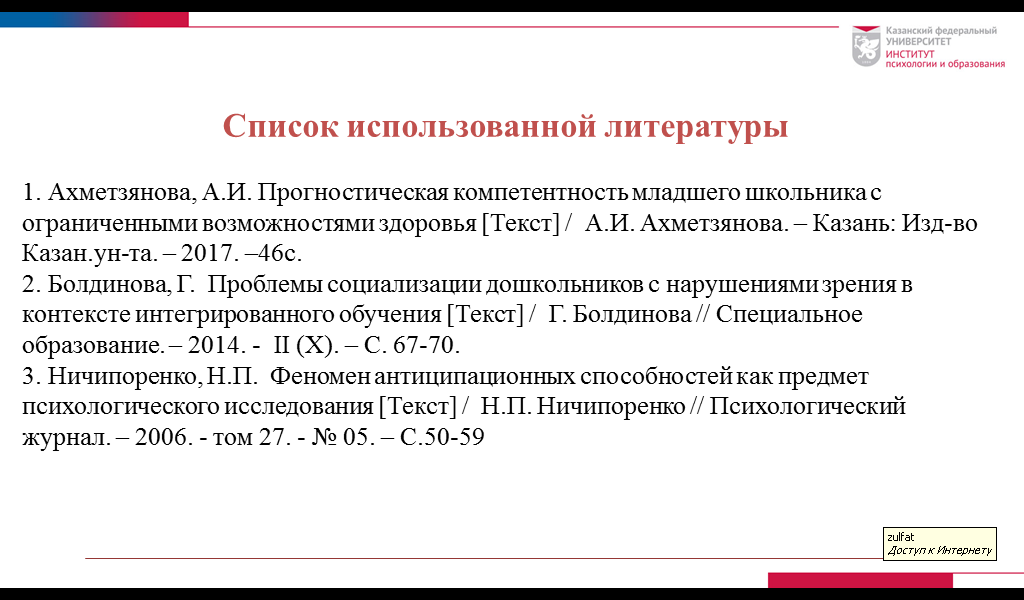 Казанский федеральный
УНИВЕРСИТЕТ
ИНСТИТУТ
психологии и образования
Список использованной литературы
1. Ахметзянова, А.И. Прогностическая компетентность младшего школьника с
ограниченными возможностями здоровья [Текст] / А.И. Ахметзянова. – Казань: Изд-во
Казан.ун-та. – 2017. –46с.
2. Болдинова, Г. Проблемы социализации дошкольников с нарушениями зрения в
контексте интегрированного обучения [Текст] / Г. Болдинова // Специальное
образование. – 2014. - II (X). – С. 67-70.
3. Ничипоренко, Н.П. Феномен антиципационных способностей как предмет
психологического исследования [Текст] / Н.П. Ничипоренко // Психологический
журнал. – 2006. - том 27. - № 05. – С.50-59
zulfat
Доступ к Интернету